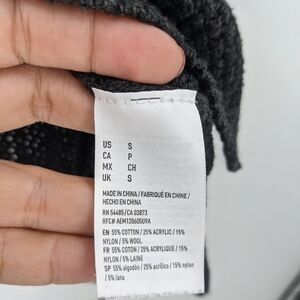 US S
CA P
MX CH
UK S
MADE IN CHINA / FABRIQUÉ EN CHINE /
HECHO EN CHINA
RN 54485/CA 03873
RFC# AEM1206050U9A
EN 55% COTTON / 25% ACRYLIC / 15%
NYLON / 5% WOOL
FR 55% COTON / 25% ACRYLIQUE / 15%
NYLON / 5% LAINE
SP 55% algodón / 25% acrílico / 15%
nylon / 5% lana